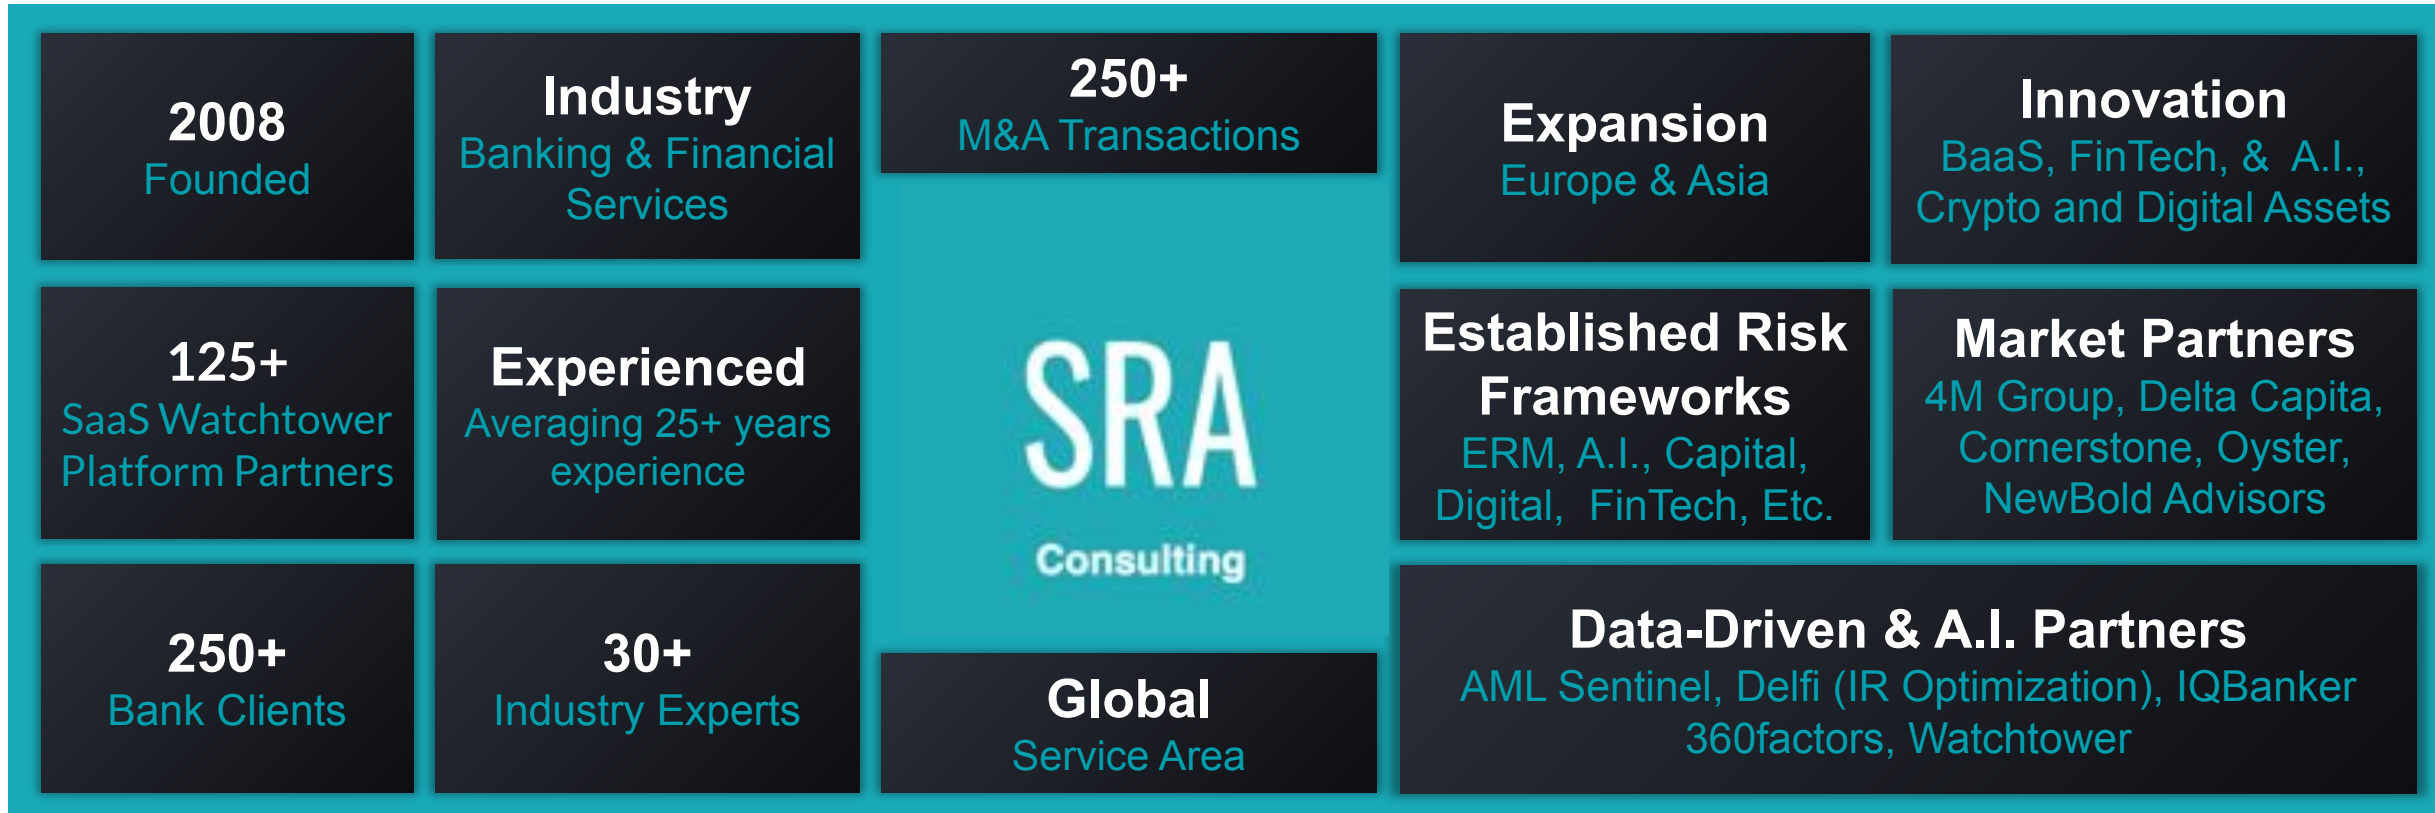 2008
Founded
Industry
Banking & Financial
Services
250+
M&A Transactions
Expansion
Europe & Asia
Innovation
BaaS, FinTech, & A.I.,
Crypto and Digital Assets
125+
SaaS Watchtower
Platform Partners
Experienced
Averaging 25+ years
experience
SRA
Consulting
Established Risk
Frameworks
ERM, A.I., Capital,
Digital, FinTech, Etc.
Market Partners
4M Group, Delta Capita,
Cornerstone, Oyster,
NewBold Advisors
250+
Bank Clients
30+
Industry Experts
Global
Service Area
Data-Driven & A.I. Partners
AML Sentinel, Delfi (IR Optimization), IQBanker
360factors, Watchtower